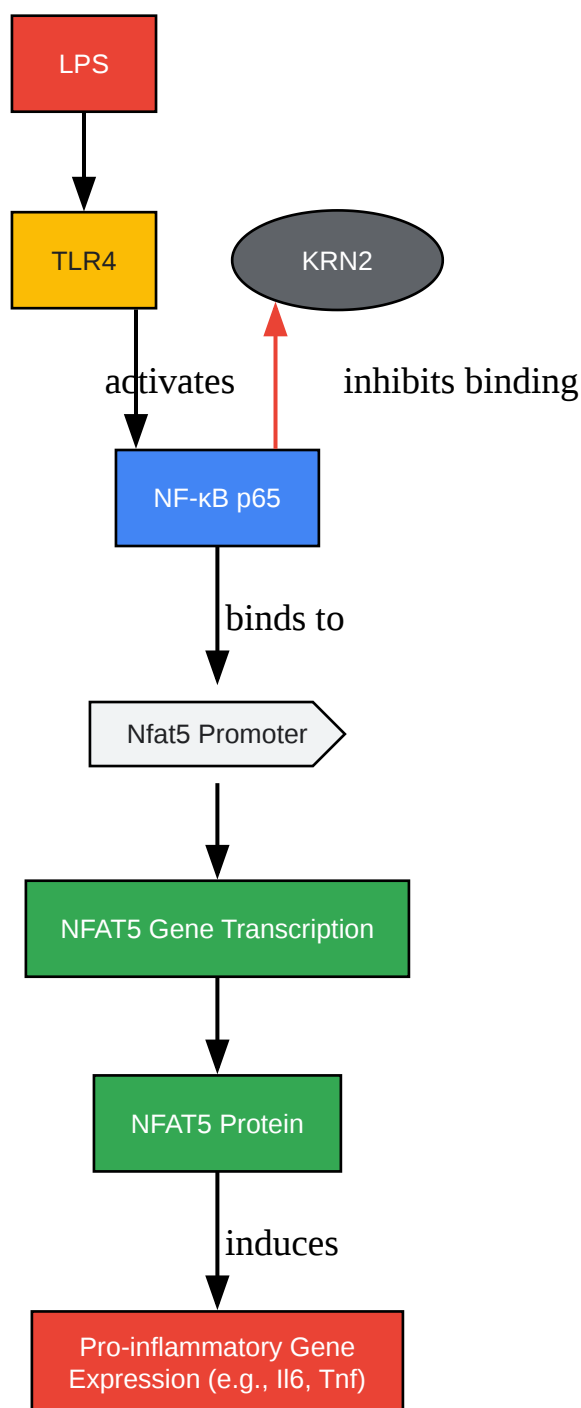 LPS
TLR4
KRN2
activates
inhibits binding
NF-κB p65
binds to
Nfat5 Promoter
NFAT5 Gene Transcription
NFAT5 Protein
induces
Pro-inflammatory Gene
Expression (e.g., Il6, Tnf)